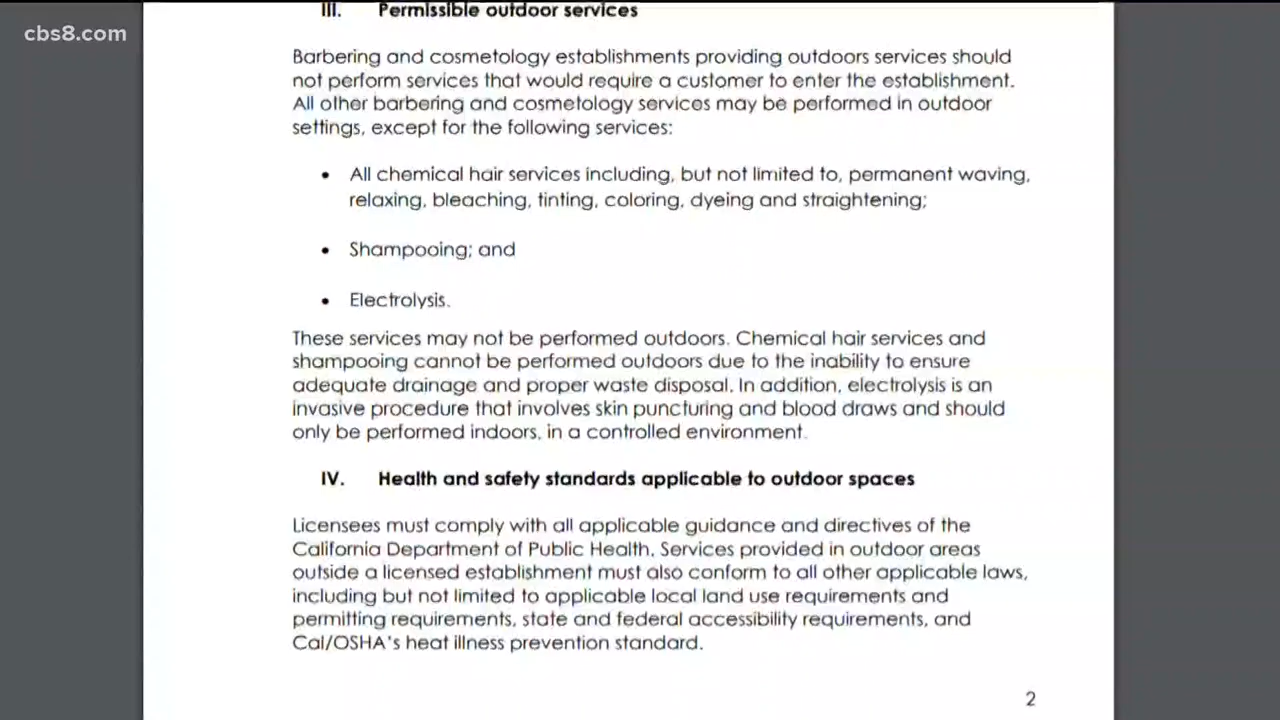 cbs8.com
III. Permissible outdoor services
Barbering and cosmetology establishments providing outdoors services should
not perform services that would require a customer to enter the establishment.
All other barbering and cosmetology services may be performed in outdoor
settings, except for the following services:
• All chemical hair services including, but not limited to, permanent waving,
relaxing, bleaching, tinting, coloring, dyeing and straightening;
• Shampooing; and
• Electrolysis.
These services may not be performed outdoors. Chemical hair services and
shampooing cannot be performed outdoors due to the inability to ensure
adequate drainage and proper waste disposal. In addition, electrolysis is an
invasive procedure that involves skin puncturing and blood draws and should
only be performed indoors, in a controlled environment.
IV. Health and safety standards applicable to outdoor spaces
Licensees must comply with all applicable guidance and directives of the
California Department of Public Health. Services provided in outdoor areas
outside a licensed establishment must also conform to all other applicable laws,
including but not limited to applicable local land use requirements and
permitting requirements, state and federal accessibility requirements, and
Cal/OSHA's heat illness prevention standard.
2